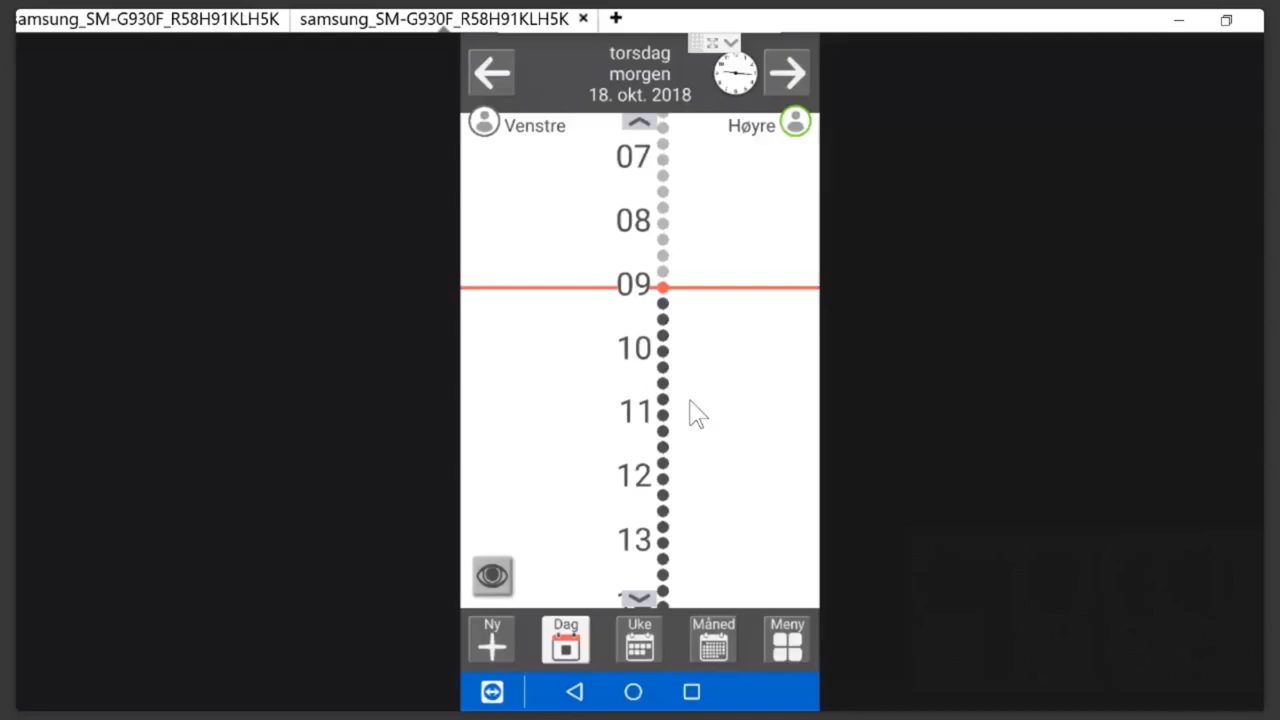 samsung_SM-G930F_R58H91KLH5K
samsung_SM-G930F_R58H91KLH5K
torsdag
morgen
18. okt. 2018
Venstre
Høyre
07
08
09
10
11
12
13
Ny
Dag
Uke
Måned
Meny